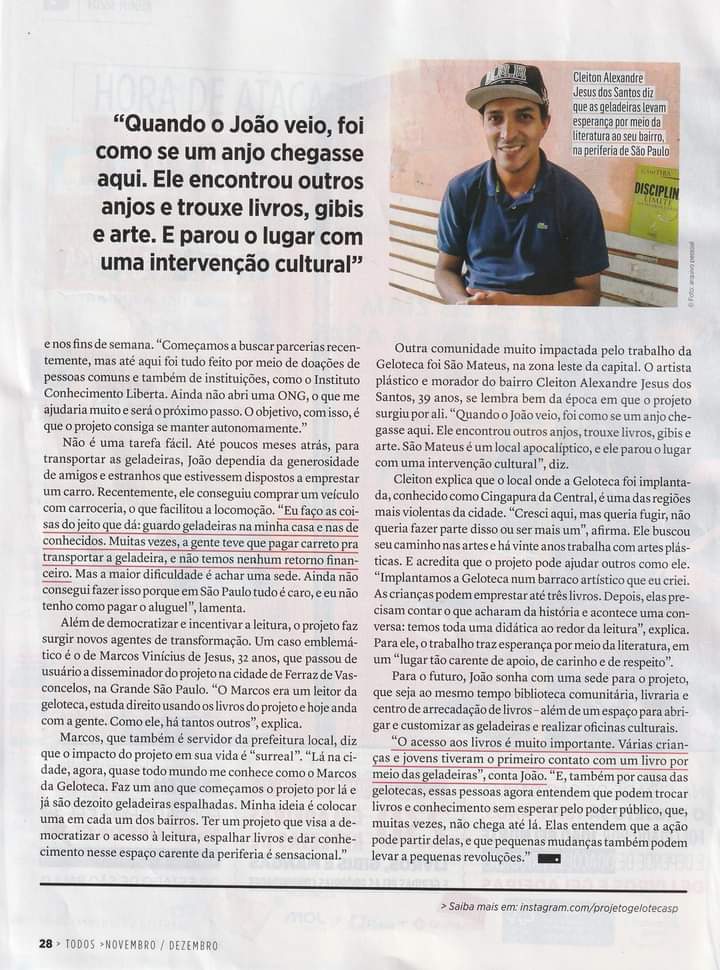 “Quando o João veio, foi
como se um anjo chegasse
aqui. Ele encontrou outros
anjos e trouxe livros, gibis
e arte. E parou o lugar com
uma intervenção cultural”
Cleiton Alexandre
Jesus dos Santos diz
que as geladeiras levam
esperança por meio da
literatura ao seu bairro,
na periferia de São Paulo
DISCIPLIN
© Foto: arquivo pessoal
e nos fins de semana. “Começamos a buscar parcerias recen-
temente, mas até aqui foi tudo feito por meio de doações de
pessoas comuns e também de instituições, como o Instituto
Conhecimento Liberta. Ainda não abri uma ONG, o que me
ajudaria muito e será o próximo passo. O objetivo, com isso, é
que o projeto consiga se manter autonomamente.”
Não é uma tarefa fácil. Até poucos meses atrás, para
transportar as geladeiras, João dependia da generosidade
de amigos e estranhos que estivessem dispostos a emprestar
um carro. Recentemente, ele conseguiu comprar um veículo
com carroceria, o que facilitou a locomoção. “Eu faço as coi-
sas do jeito que dá: guardo geladeiras na minha casa e nas de
conhecidos. Muitas vezes, a gente teve que pagar carreto pra
transportar a geladeira, e não temos nenhum retorno finan-
ceiro. Mas a maior dificuldade é achar uma sede. Ainda não
consegui fazer isso porque em São Paulo tudo é caro, e eu não
tenho como pagar o aluguel”, lamenta.
Além de democratizar e incentivar a leitura, o projeto faz
surgir novos agentes de transformação. Um caso emblemá-
tico é o de Marcos Vinícius de Jesus, 32 anos, que passou de
usuário a disseminador do projeto na cidade de Ferraz de Vas-
concelos, na Grande São Paulo. “O Marcos era um leitor da
geloteca, estuda direito usando os livros do projeto e hoje anda
com a gente. Como ele, há tantos outros”, explica.
Marcos, que também é servidor da prefeitura local, diz
que o impacto do projeto em sua vida é “surreal”. “Lá na ci-
dade, agora, quase todo mundo me conhece como o Marcos
da Geloteca. Faz um ano que começamos o projeto por lá e
já são dezoito geladeiras espalhadas. Minha ideia é colocar
uma em cada um dos bairros. Ter um projeto que visa a de-
mocratizar o acesso à leitura, espalhar livros e dar conhe-
cimento nesse espaço carente da periferia é sensacional.”
Outra comunidade muito impactada pelo trabalho da
Geloteca foi São Mateus, na zona leste da capital. O artista
plástico e morador do bairro Cleiton Alexandre Jesus dos
Santos, 39 anos, se lembra bem da época em que o projeto
surgiu por ali. “Quando o João veio, foi como se um anjo che-
gasse aqui. Ele encontrou outros anjos, trouxe livros, gibis e
arte. São Mateus é um local apocalíptico, e ele parou o lugar
com uma intervenção cultural”, diz.
Cleiton explica que o local onde a Geloteca foi implanta-
da, conhecido como Cingapura da Central, é uma das regiões
mais violentas da cidade. “Cresci aqui, mas queria fugir, não
queria fazer parte disso ou ser mais um”, afirma. Ele buscou
seu caminho nas artes e há vinte anos trabalha com artes plás-
ticas. E acredita que o projeto pode ajudar outros como ele.
“Implantamos a Geloteca num barraco artístico que eu criei.
As crianças podem emprestar até três livros. Depois, elas pre-
cisam contar o que acharam da história e acontece uma con-
versa: temos toda uma didática ao redor da leitura”, explica.
Para ele, o trabalho traz esperança por meio da literatura, em
um “lugar tão carente de apoio, de carinho e de respeito”.
Para o futuro, João sonha com uma sede para o projeto,
que seja ao mesmo tempo biblioteca comunitária, livraria e
centro de arrecadação de livros – além de um espaço para abri-
gar e customizar as geladeiras e realizar oficinas culturais.
“O acesso aos livros é muito importante. Várias crian-
ças e jovens tiveram o primeiro contato com um livro por
meio das geladeiras”, conta João. “E, também por causa das
gelotecas, essas pessoas agora entendem que podem trocar
livros e conhecimento sem esperar pelo poder público, que,
muitas vezes, não chega até lá. Elas entendem que a ação
pode partir delas, e que pequenas mudanças também podem
levar a pequenas revoluções.”
> Saiba mais em: instagram.com/projetogelotecasp
28 > TODOS >NOVEMBRO / DEZEMBRO